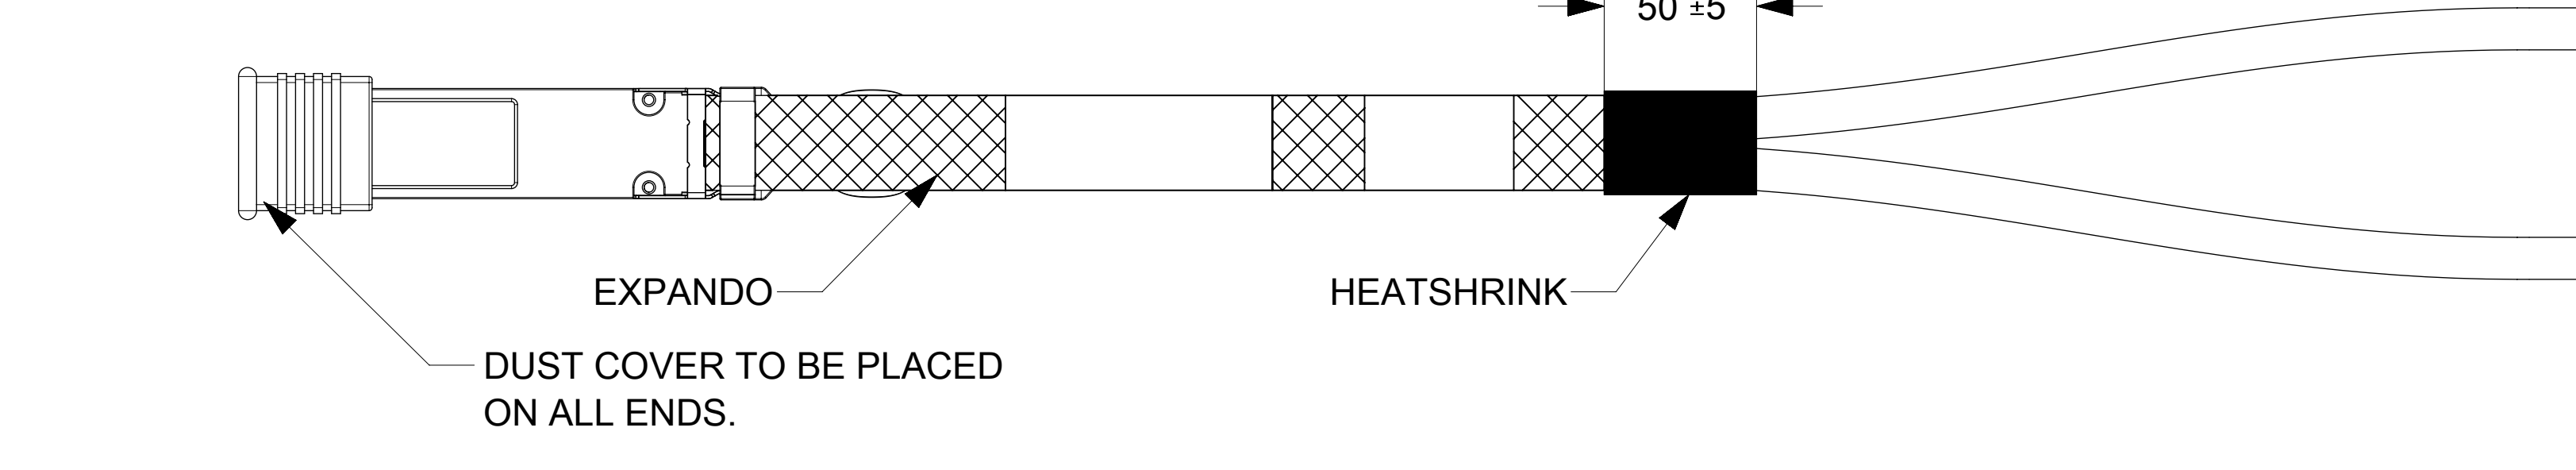 50 ±5
EXPANDO
HEATSHRINK
DUST COVER TO BE PLACED
ON ALL ENDS.